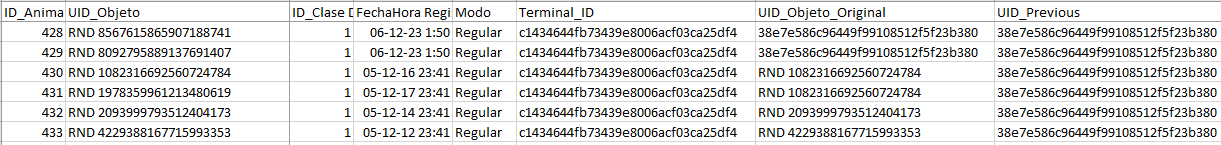 ID_Anima UID_Objeto ID_Clase D FechaHora Regi Modo Terminal_ID UID_Objeto_Original UID_Previous
428 RND 8567615865907188741 1 06-12-23 1:50 Regular c1434644fb73439e8006acf03ca25df4 38e7e586c96449f99108512f5f23b380 38e7e586c96449f99108512f5f23b380
429 RND 8092795889137691407 1 06-12-23 1:50 Regular c1434644fb73439e8006acf03ca25df4 38e7e586c96449f99108512f5f23b380 38e7e586c96449f99108512f5f23b380
430 RND 1082316692560724784 1 05-12-16 23:41 Regular c1434644fb73439e8006acf03ca25df4 RND 1082316692560724784 38e7e586c96449f99108512f5f23b380
431 RND 1978359961213480619 1 05-12-17 23:41 Regular c1434644fb73439e8006acf03ca25df4 RND 1082316692560724784 38e7e586c96449f99108512f5f23b380
432 RND 2093999793512404173 1 05-12-14 23:41 Regular c1434644fb73439e8006acf03ca25df4 RND 2093999793512404173 38e7e586c96449f99108512f5f23b380
433 RND 4229388167715993353 1 05-12-12 23:41 Regular c1434644fb73439e8006acf03ca25df4 RND 4229388167715993353 38e7e586c96449f99108512f5f23b380